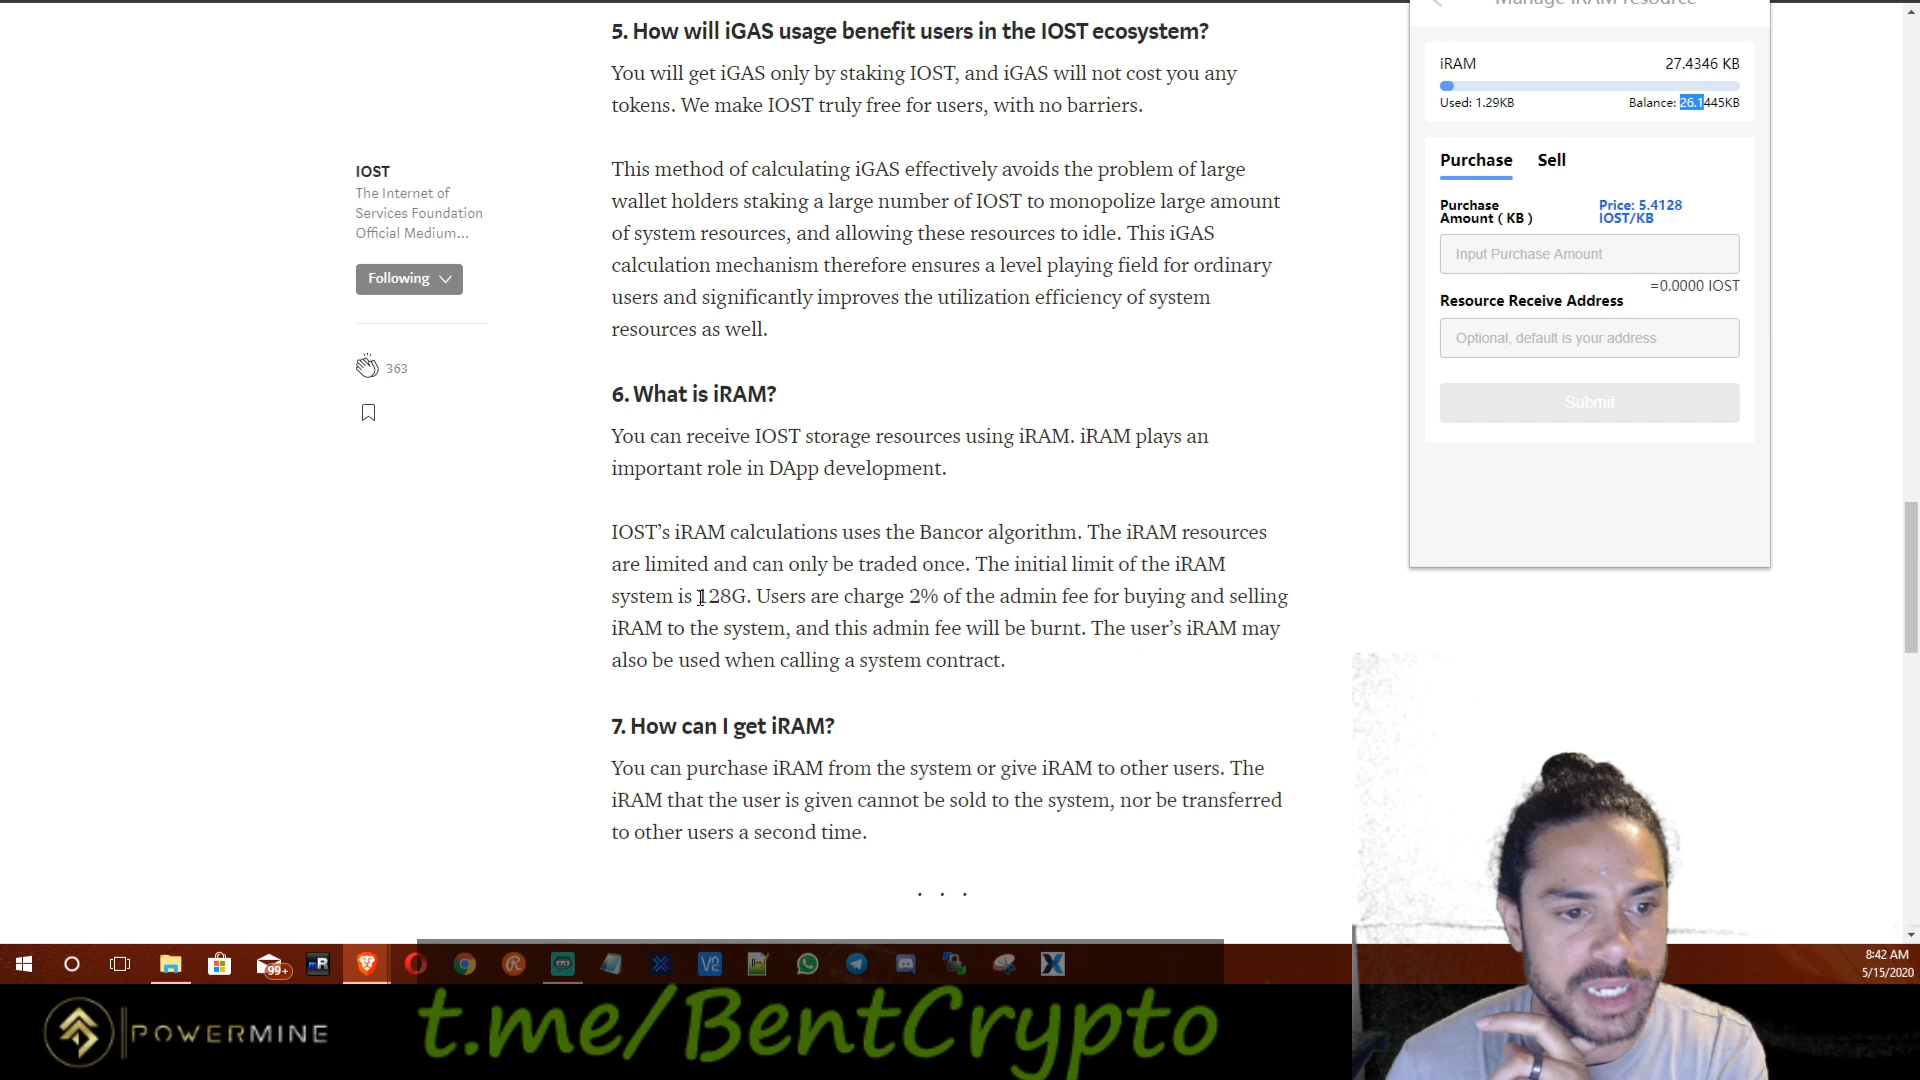 5. How will iGAS usage benefit users in the IOST ecosystem?
You will get iGAS only by staking IOST, and iGAS will not cost you any
tokens. We make IOST truly free for users, with no barriers.
This method of calculating iGAS effectively avoids the problem of large
wallet holders staking a large number of IOST to monopolize large amount
of system resources, and allowing these resources to idle. This iGAS
calculation mechanism therefore ensures a level playing field for ordinary
users and significantly improves the utilization efficiency of system
resources as well.
IOST
The Internet of
Services Foundation
Official Medium...
Following
363
6. What is iRAM?
You can receive IOST storage resources using iRAM. iRAM plays an
important role in DApp development.
IOST’s iRAM calculations uses the Bancor algorithm. The iRAM resources
are limited and can only be traded once. The initial limit of the iRAM
system is 128G. Users are charge 2% of the admin fee for buying and selling
iRAM to the system, and this admin fee will be burnt. The user’s iRAM may
also be used when calling a system contract.
7. How can I get iRAM?
You can purchase iRAM from the system or give iRAM to other users. The
iRAM that the user is given cannot be sold to the system, nor be transferred
to other users a second time.
. . .
Manage iRAM resource
iRAM 27.4346 KB
Used: 1.29KB Balance: 26.1445KB
Purchase Sell
Purchase
Amount ( KB )
Price: 5.4128
IOST/KB
Input Purchase Amount
=0.0000 IOST
Resource Receive Address
Optional, default is your address
Submit
99+
R
V2
8:42 AM
5/15/2020
POWERMINE
t.me/BentCrypto